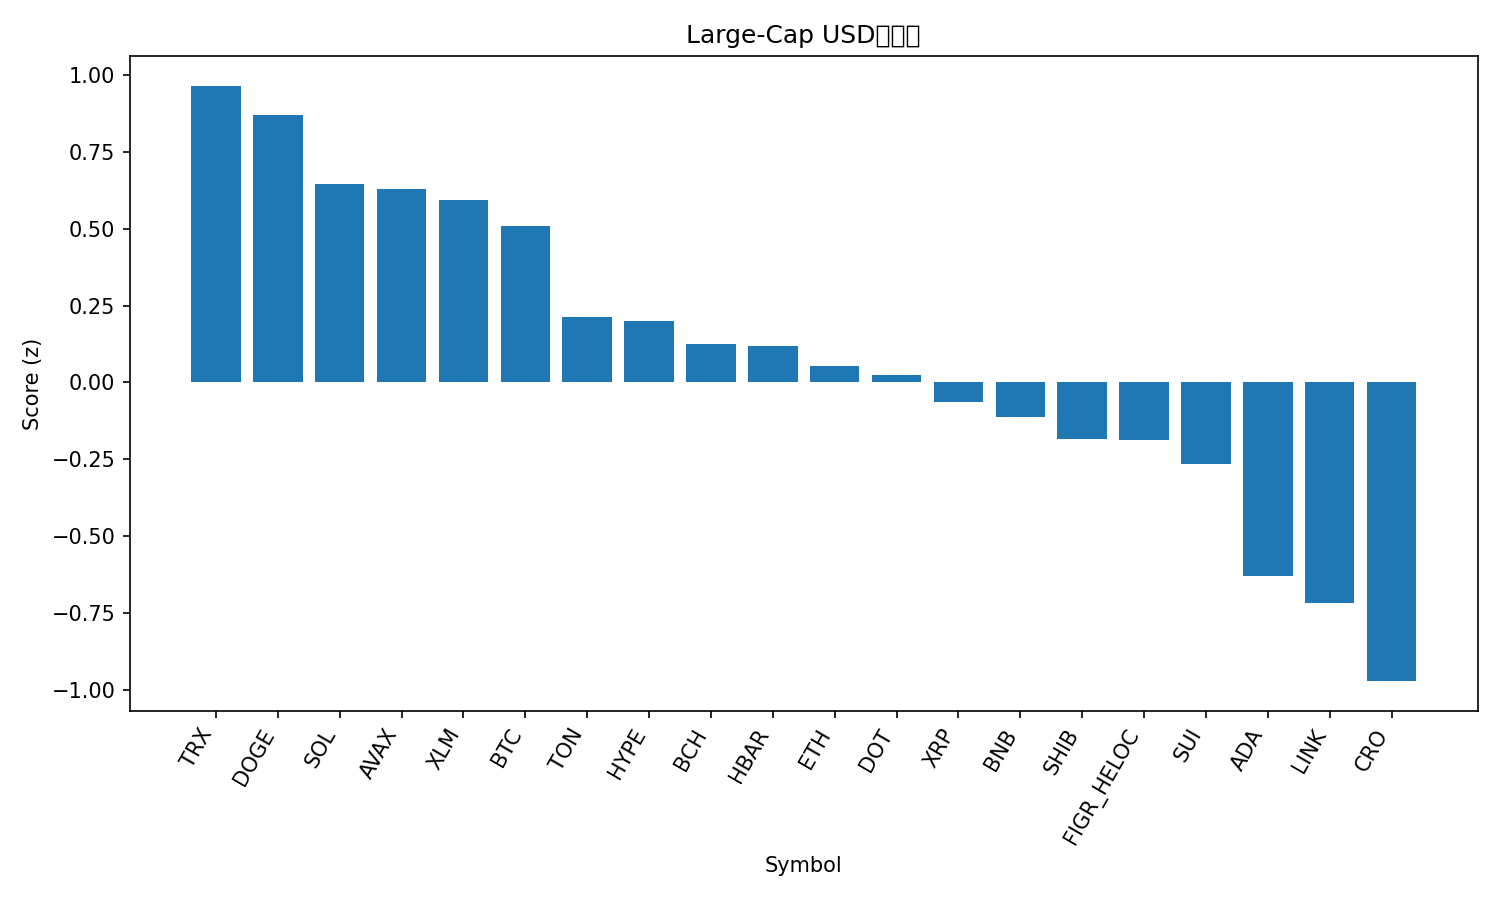 Large-Cap USD
1.00
0.75
0.50
0.25
0.00
−0.25
−0.50
−0.75
−1.00
Score (z)
TRX
DOGE
SOL
AVAX
XLM
BTC
TON
HYPE
BCH
HBAR
ETH
DOT
XRP
BNB
SHIB
FIGR_HELOC
SUI
ADA
LINK
CRO
Symbol